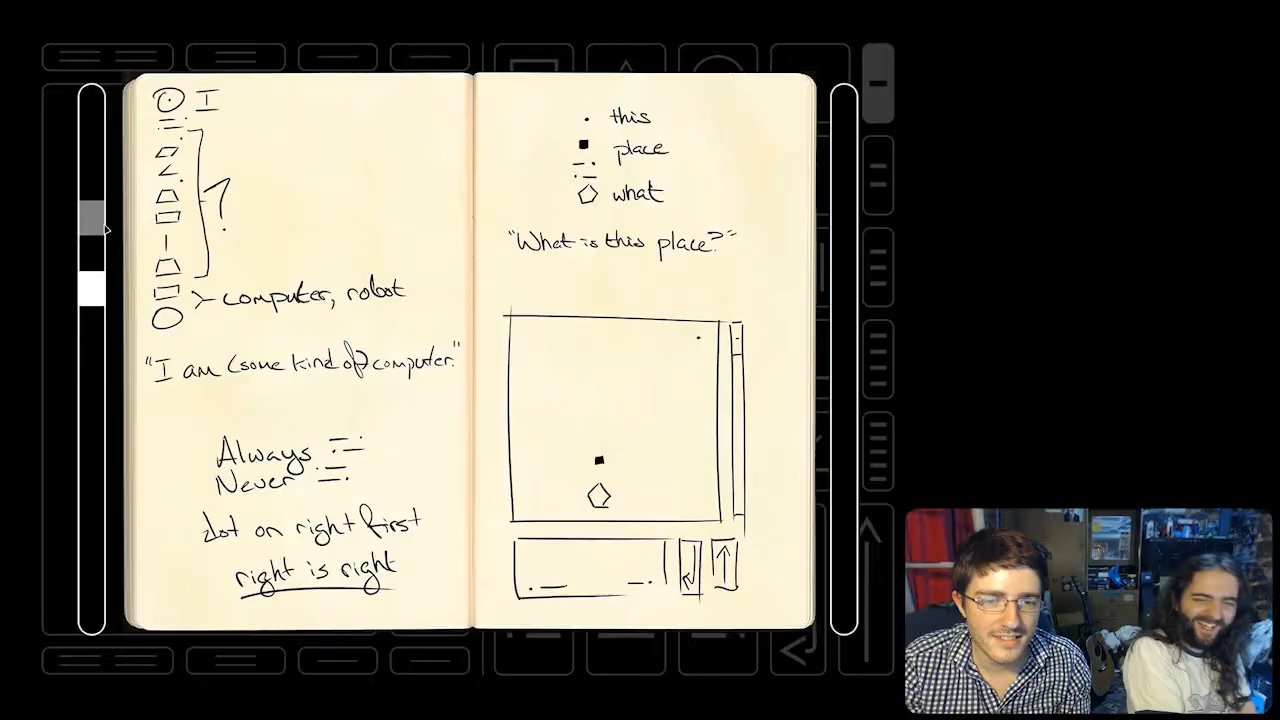 I
?
computer, robot
"I am (some kind of) computer."
Always
Never
dot on right first
right is right
this
place
what
"What is this place?"